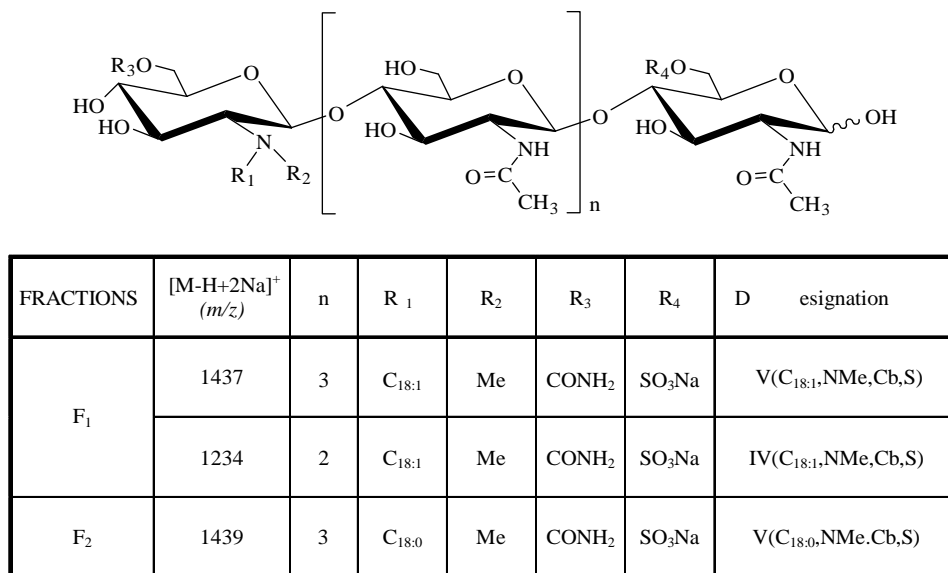 R₃O
O
HO
HO
N
R₁
R₂
O
HO
O
HO
NH
O
C
CH₃
n
O
R₄O
O
HO
NH
O
C
CH₃
OH
FRACTIONS [M-H+2Na]⁺ (m/z) n R 1 R₂ R₃ R₄ D esignation
F₁ 1437 3 C₁₈:₁ Me CONH₂ SO₃Na V(C₁₈:₁,NMe,Cb,S)
1234 2 C₁₈:₁ Me CONH₂ SO₃Na IV(C₁₈:₁,NMe,Cb,S)
F₂ 1439 3 C₁₈:₀ Me CONH₂ SO₃Na V(C₁₈:₀,NMe.Cb,S)